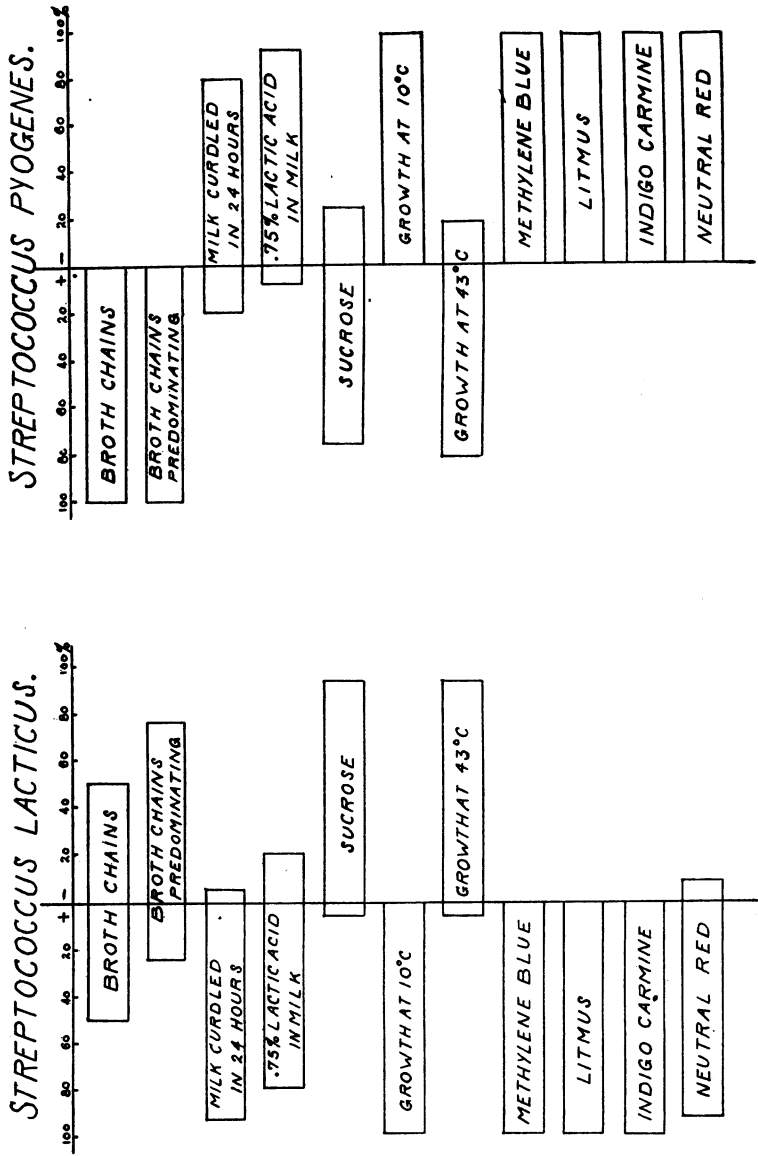 STREPTOCOCCUS LACTICUS.
100 80 60 40 20 + − 20 40 60 80 100%
BROTH CHAINS
BROTH CHAINS
PREDOMINATING
MILK CURDLED
IN 24 HOURS
.75% LACTIC ACID
IN MILK
SUCROSE
GROWTH AT 10°C
GROWTH AT 43°C
METHYLENE BLUE
LITMUS
INDIGO CARMINE
NEUTRAL RED
STREPTOCOCCUS PYOGENES.
100 80 60 40 20 + − 20 40 60 80 100%
BROTH CHAINS
BROTH CHAINS
PREDOMINATING
MILK CURDLED
IN 24 HOURS
.75% LACTIC ACID
IN MILK
SUCROSE
GROWTH AT 10°C
GROWTH AT 43°C
METHYLENE BLUE
LITMUS
INDIGO CARMINE
NEUTRAL RED